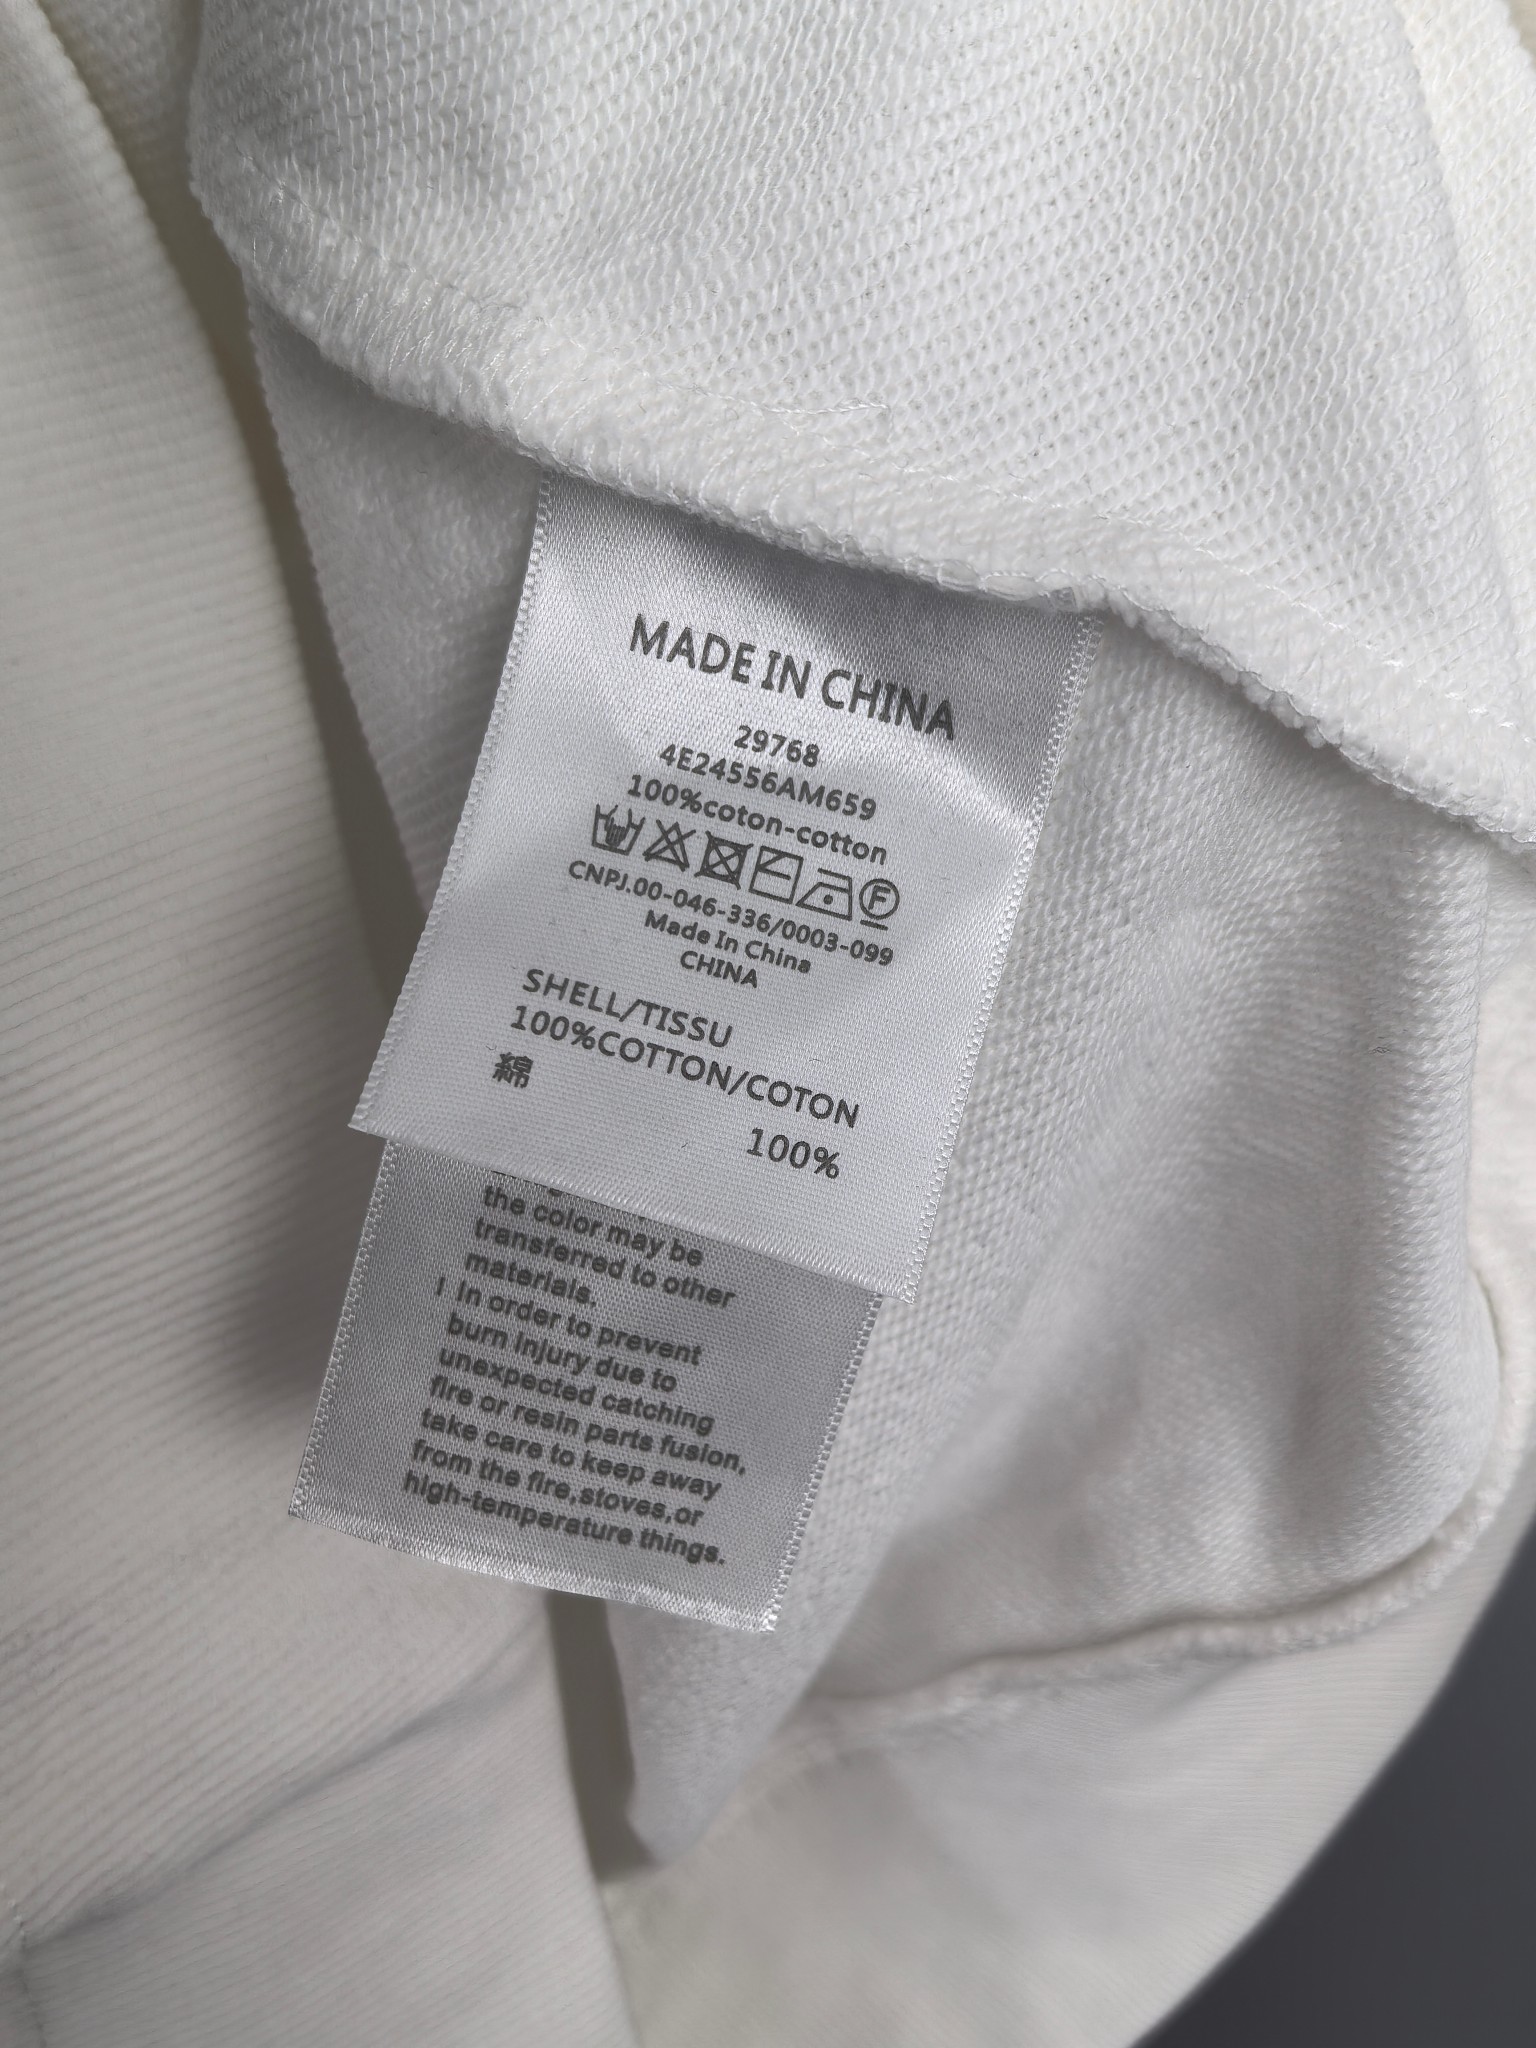 MADE IN CHINA
29768
4E24556AM659
100%coton-cotton
F
CNPJ.00-046-336/0003-099
Made In China
CHINA
SHELL/TISSU
100%COTTON/COTON
綿
100%
the color may be
transferred to other
materials.
! In order to prevent
burn injury due to
unexpected catching
fire or resin parts fusion,
take care to keep away
from the fire,stoves,or
high-temperature things.